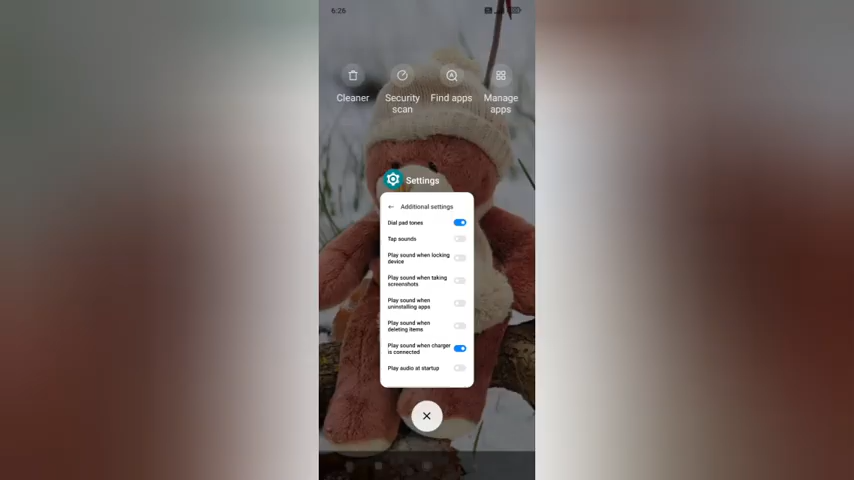 6:26
Cleaner
Security
scan
Find apps
Manage
apps
Settings
← Additional settings
Dial pad tones
Tap sounds
Play sound when locking
device
Play sound when taking
screenshots
Play sound when
uninstalling apps
Play sound when
deleting items
Play sound when charger
is connected
Play audio at startup